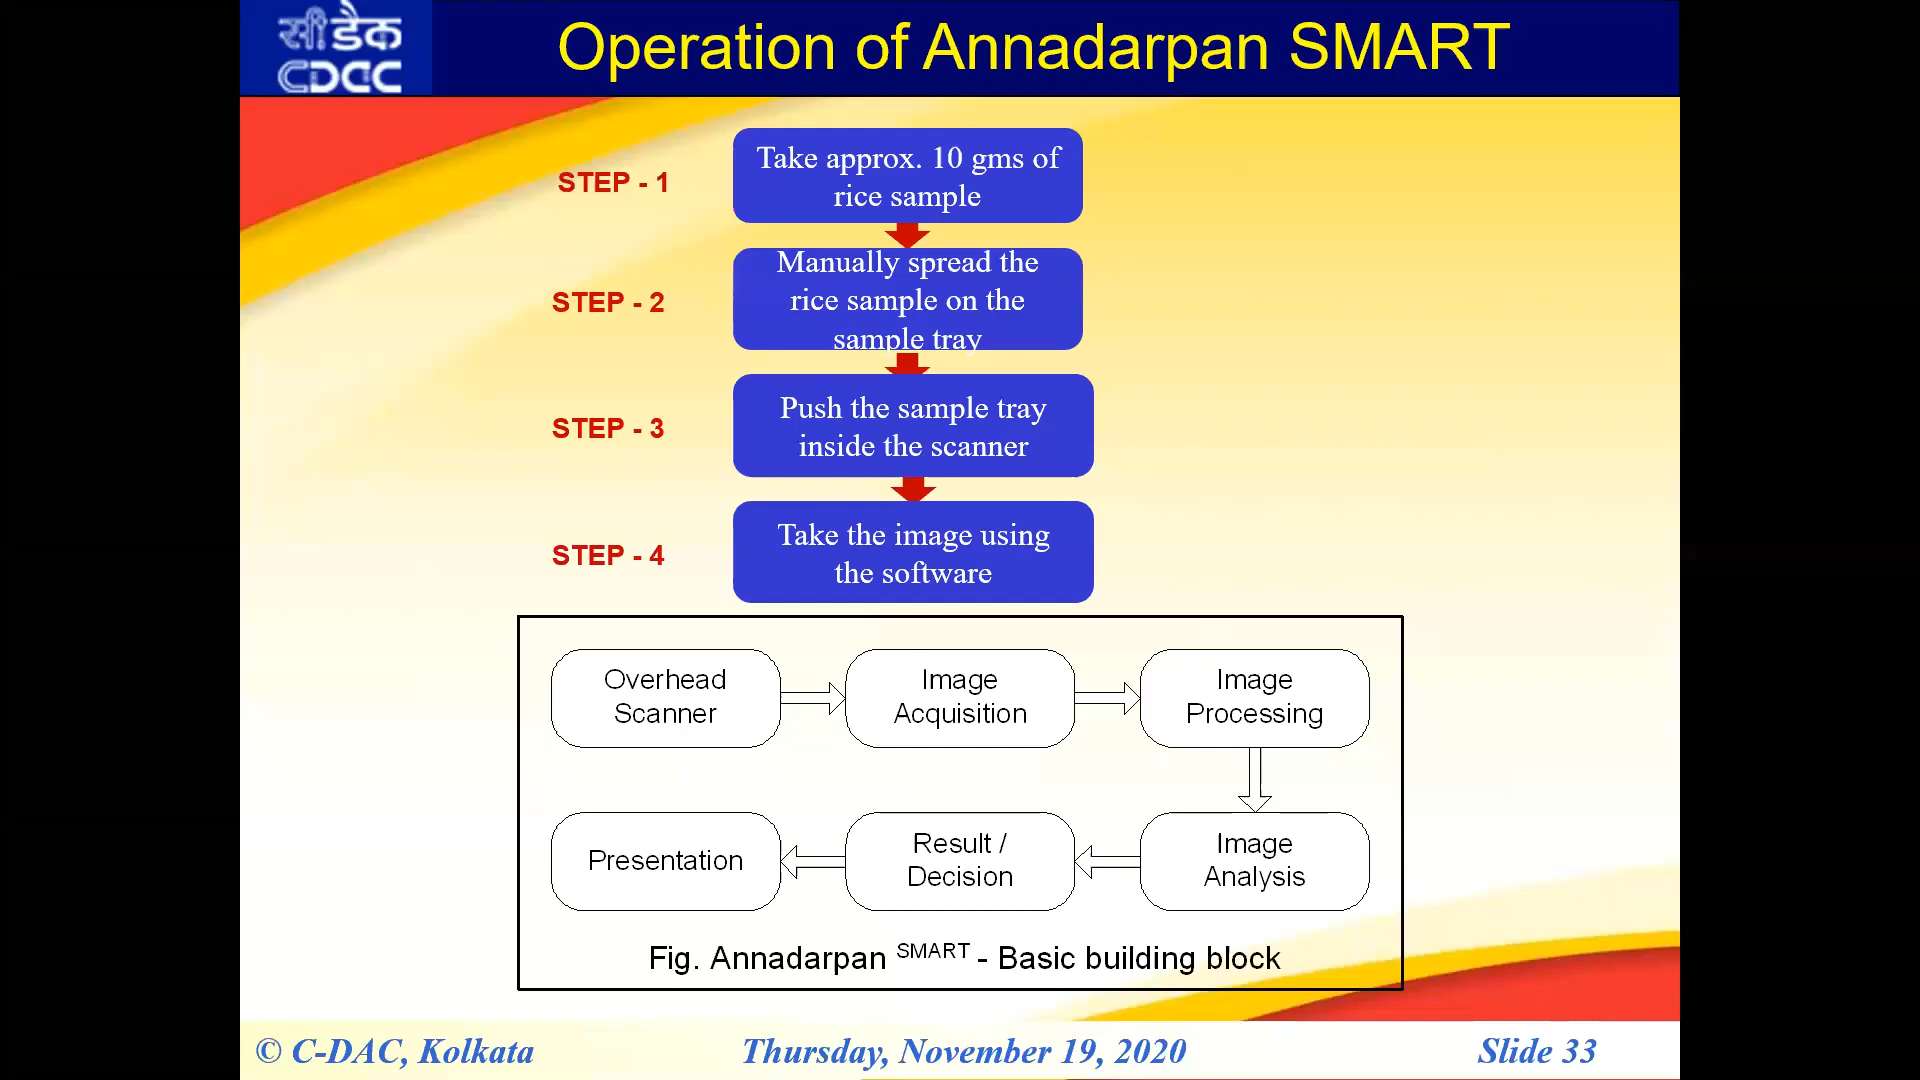 सी डैक
CDAC
Operation of Annadarpan SMART
STEP - 1
Take approx. 10 gms of
rice sample
STEP - 2
Manually spread the
rice sample on the
sample tray
STEP - 3
Push the sample tray
inside the scanner
STEP - 4
Take the image using
the software
Overhead
Scanner
Image
Acquisition
Image
Processing
Presentation
Result /
Decision
Image
Analysis
Fig. Annadarpan SMART - Basic building block
© C-DAC, Kolkata
Thursday, November 19, 2020
Slide 33